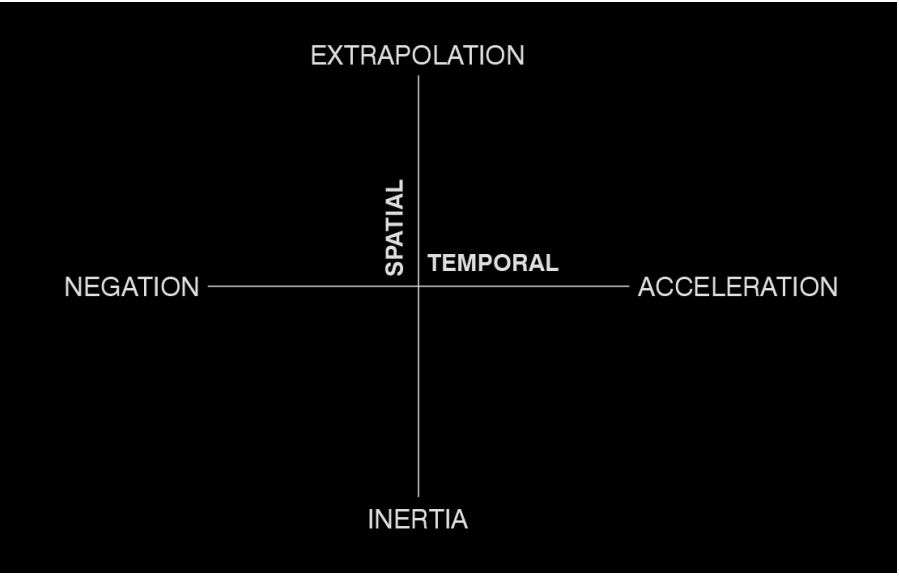 EXTRAPOLATION
SPATIAL
TEMPORAL
NEGATION
ACCELERATION
INERTIA